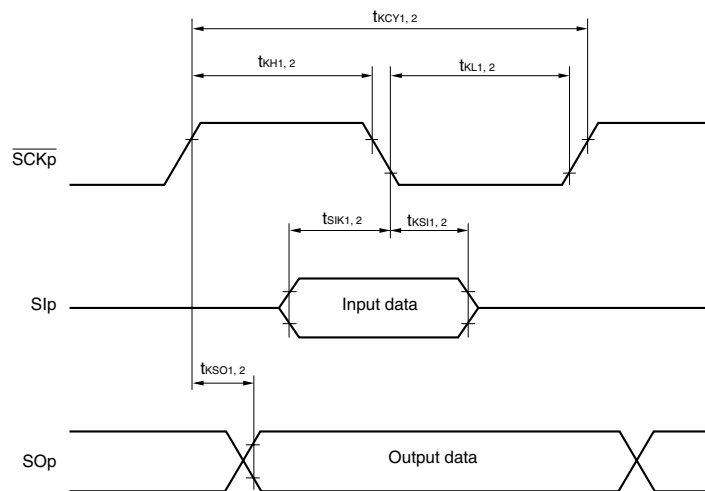 tKCY1, 2
tKH1, 2
tKL1, 2
SCKp
tSIK1, 2
tKSI1, 2
SIp
Input data
tKSO1, 2
SOp
Output data